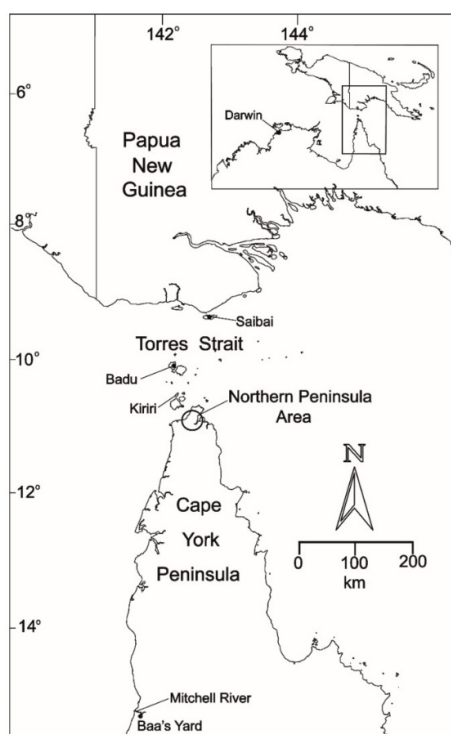 142°
144°
6°
Darwin
Papua
New
Guinea
8°
Saibai
Torres Strait
10°
Badu
Kiriri
Northern Peninsula
Area
N
12°
Cape
York
Peninsula
0
100
200
km
14°
Mitchell River
Baa's Yard